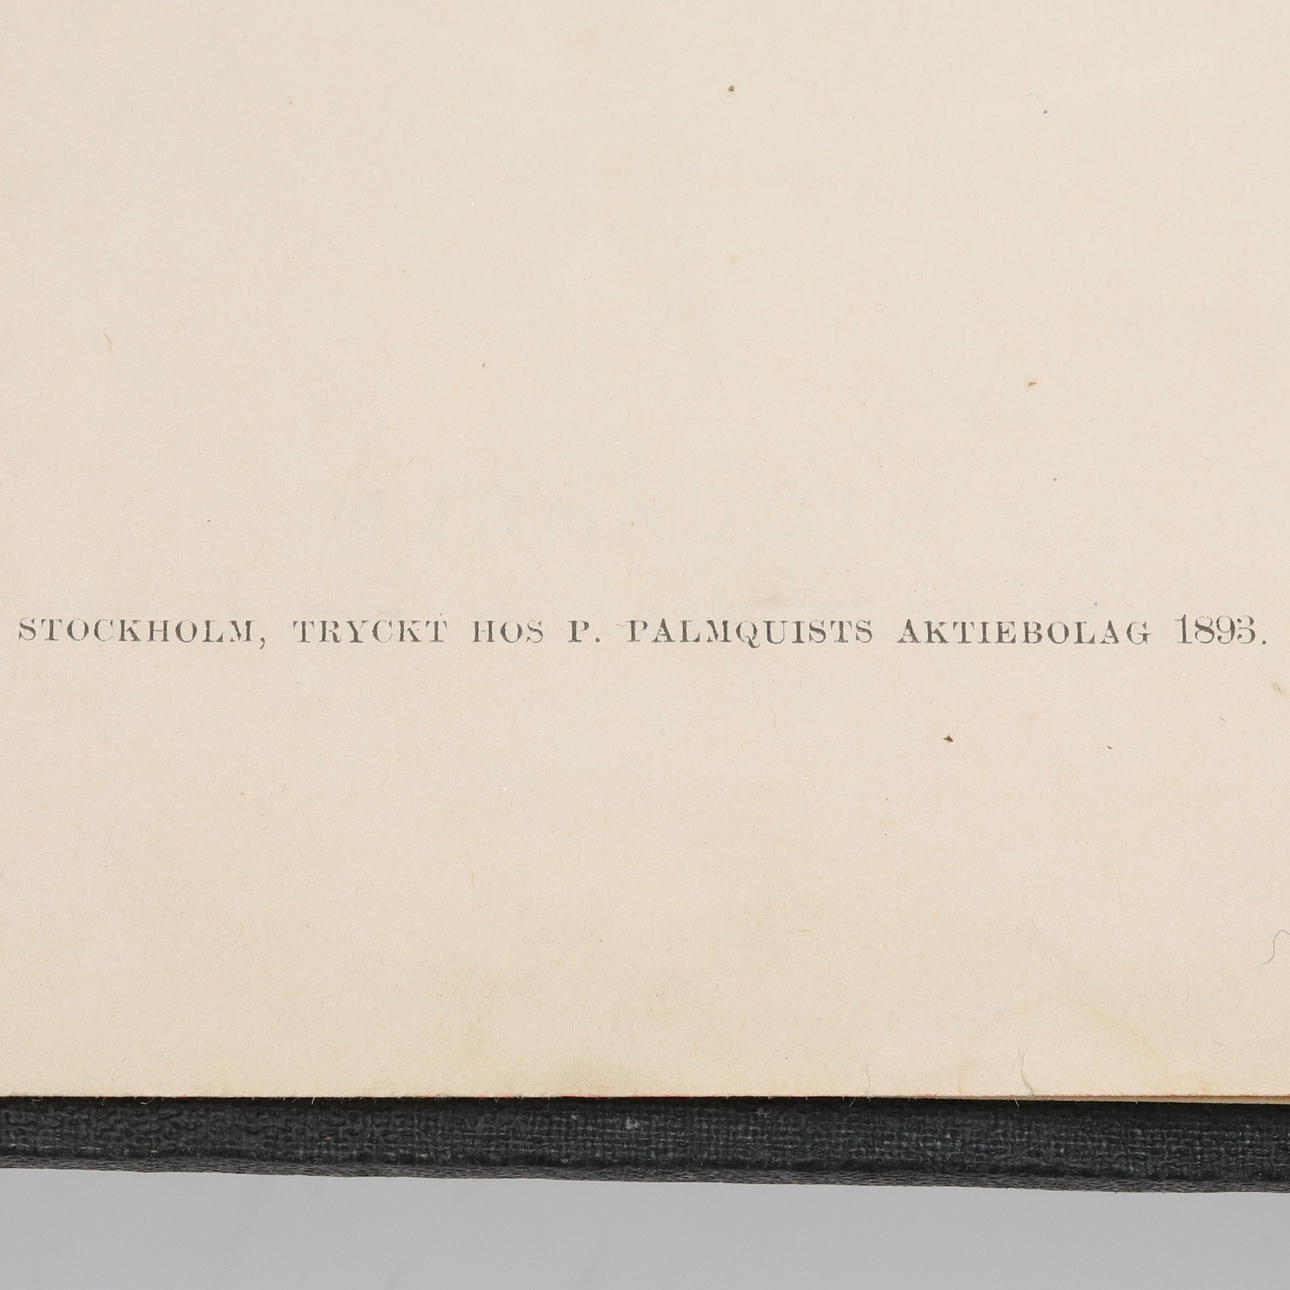 STOCKHOLM, TRYCKT HOS P. PALMQUISTS AKTIEBOLAG 1893.